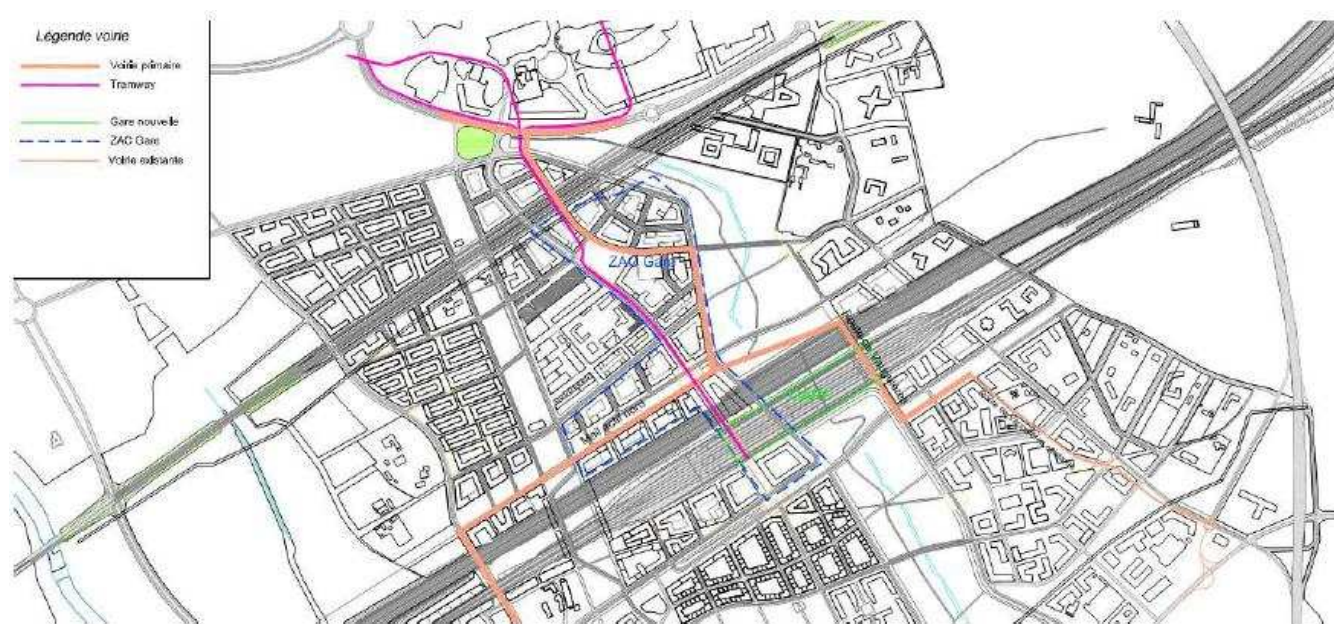 Légende voirie
Voirie primaire
Tramway
Gare nouvelle
ZAC Gare
Voirie existante
ZAC Gare